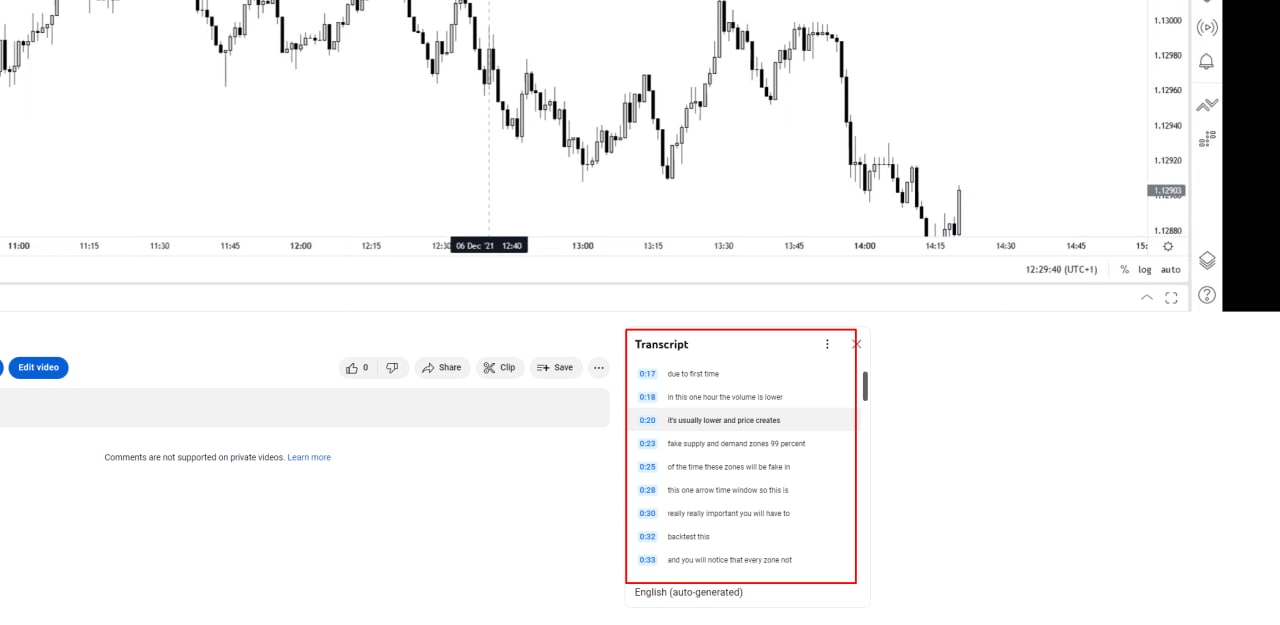 1.13000
1.12980
1.12960
1.12940
1.12920
1.12903
1.12880
11:00 11:15 11:30 11:45 12:00 12:15 12:30 06 Dec '21 12:40 13:00 13:15 13:30 13:45 14:00 14:15 14:30 14:45 15:
12:29:40 (UTC+1) % log auto
Edit video 0 Share Clip Save
Comments are not supported on private videos. Learn more
Transcript
0:17 due to first time
0:18 in this one hour the volume is lower
0:20 it's usually lower and price creates
0:23 fake supply and demand zones 99 percent
0:25 of the time these zones will be fake in
0:28 this one arrow time window so this is
0:30 really really important you will have to
0:32 backtest this
0:33 and you will notice that every zone not
English (auto-generated)